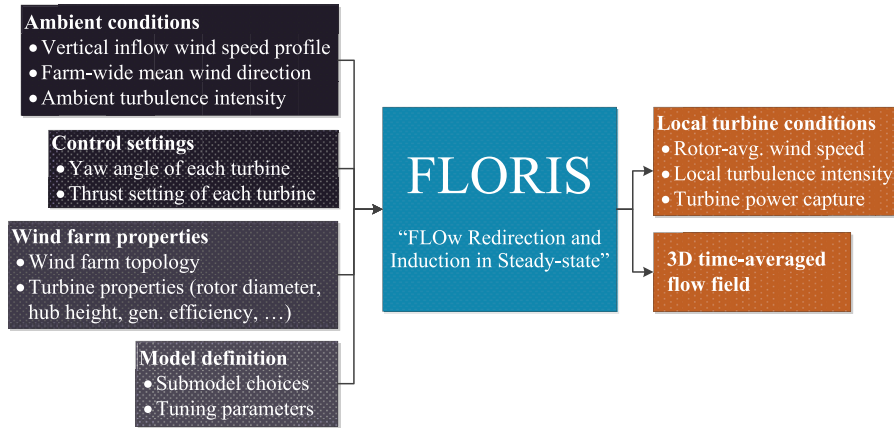 Ambient conditions
• Vertical inflow wind speed profile
• Farm-wide mean wind direction
• Ambient turbulence intensity
Control settings
• Yaw angle of each turbine
• Thrust setting of each turbine
Wind farm properties
• Wind farm topology
• Turbine properties (rotor diameter,
hub height, gen. efficiency, …)
Model definition
• Submodel choices
• Tuning parameters
FLORIS
“FLOw Redirection and
Induction in Steady-state”
Local turbine conditions
• Rotor-avg. wind speed
• Local turbulence intensity
• Turbine power capture
3D time-averaged
flow field